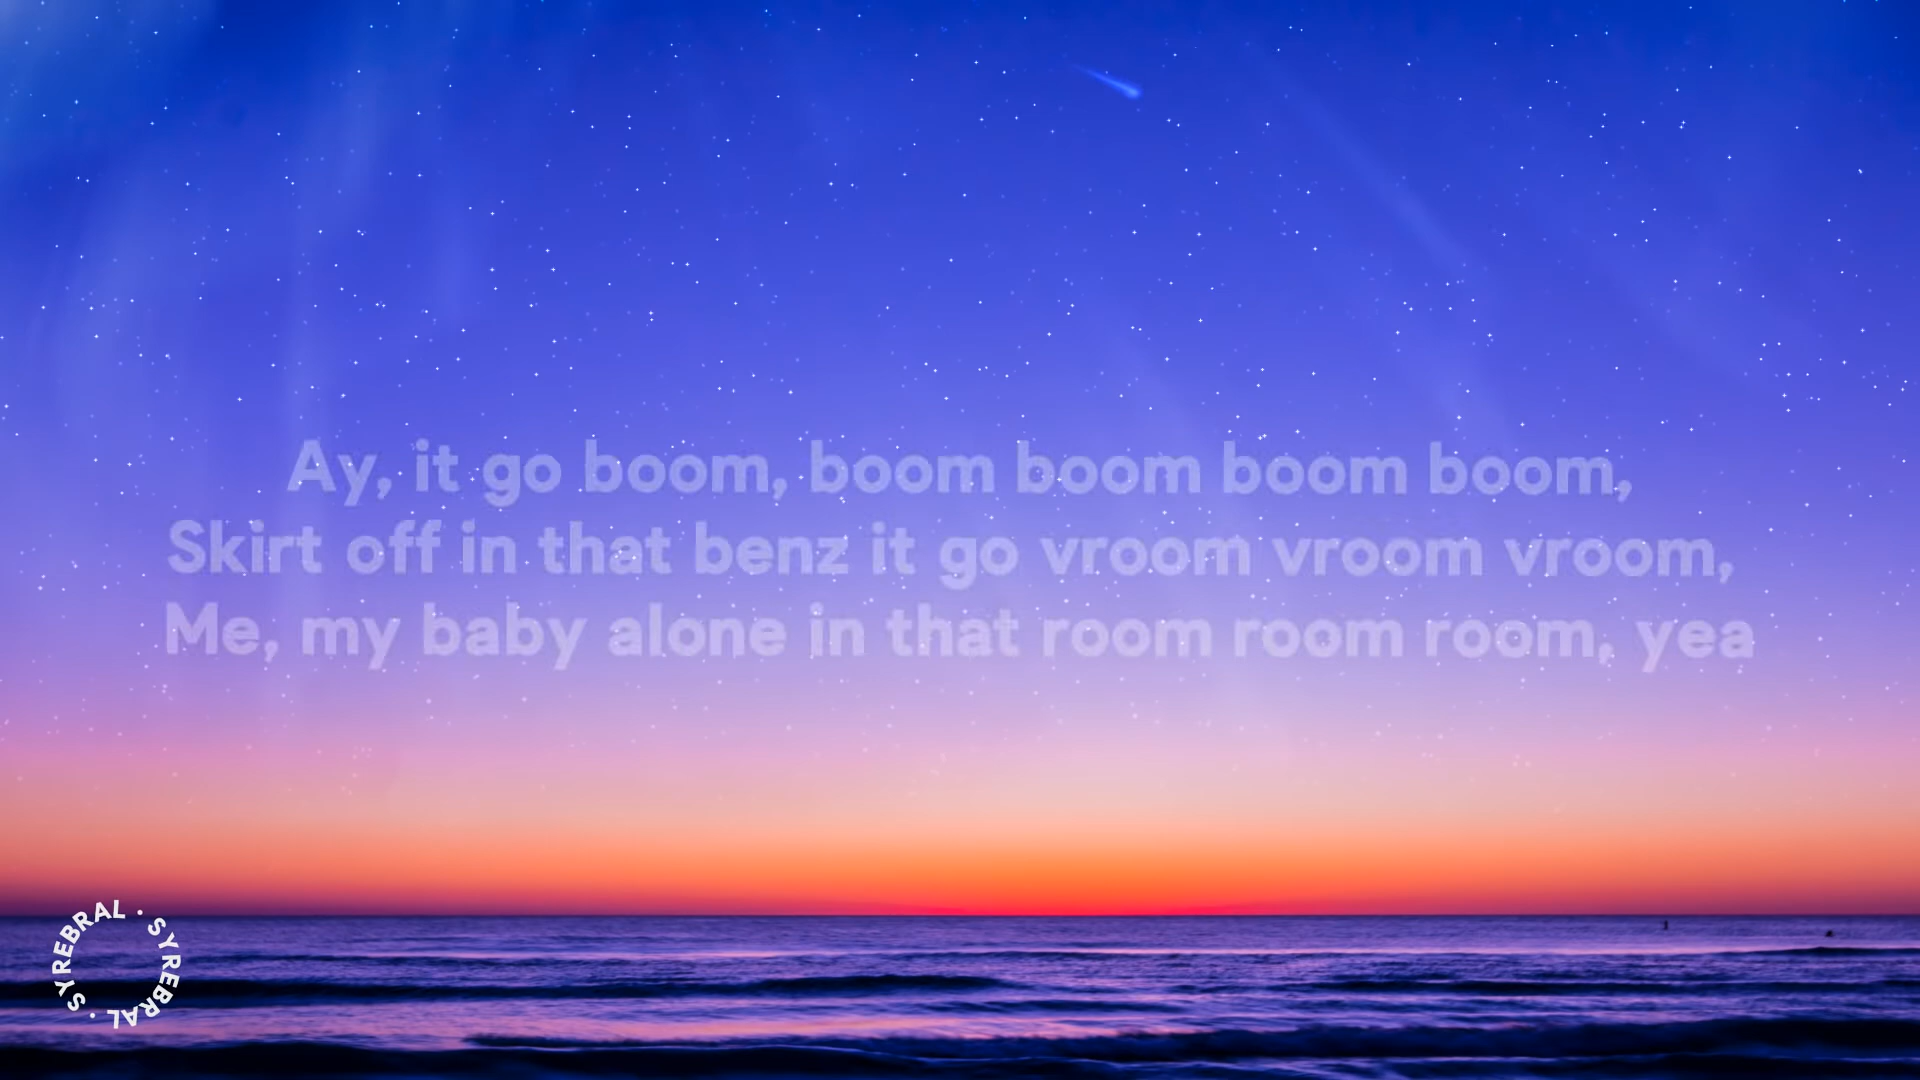 Ay, it go boom, boom boom boom boom,
Skirt off in that benz it go vroom vroom vroom,
Me, my baby alone in that room room room, yea
SYREBRAL · SYREBRAL ·